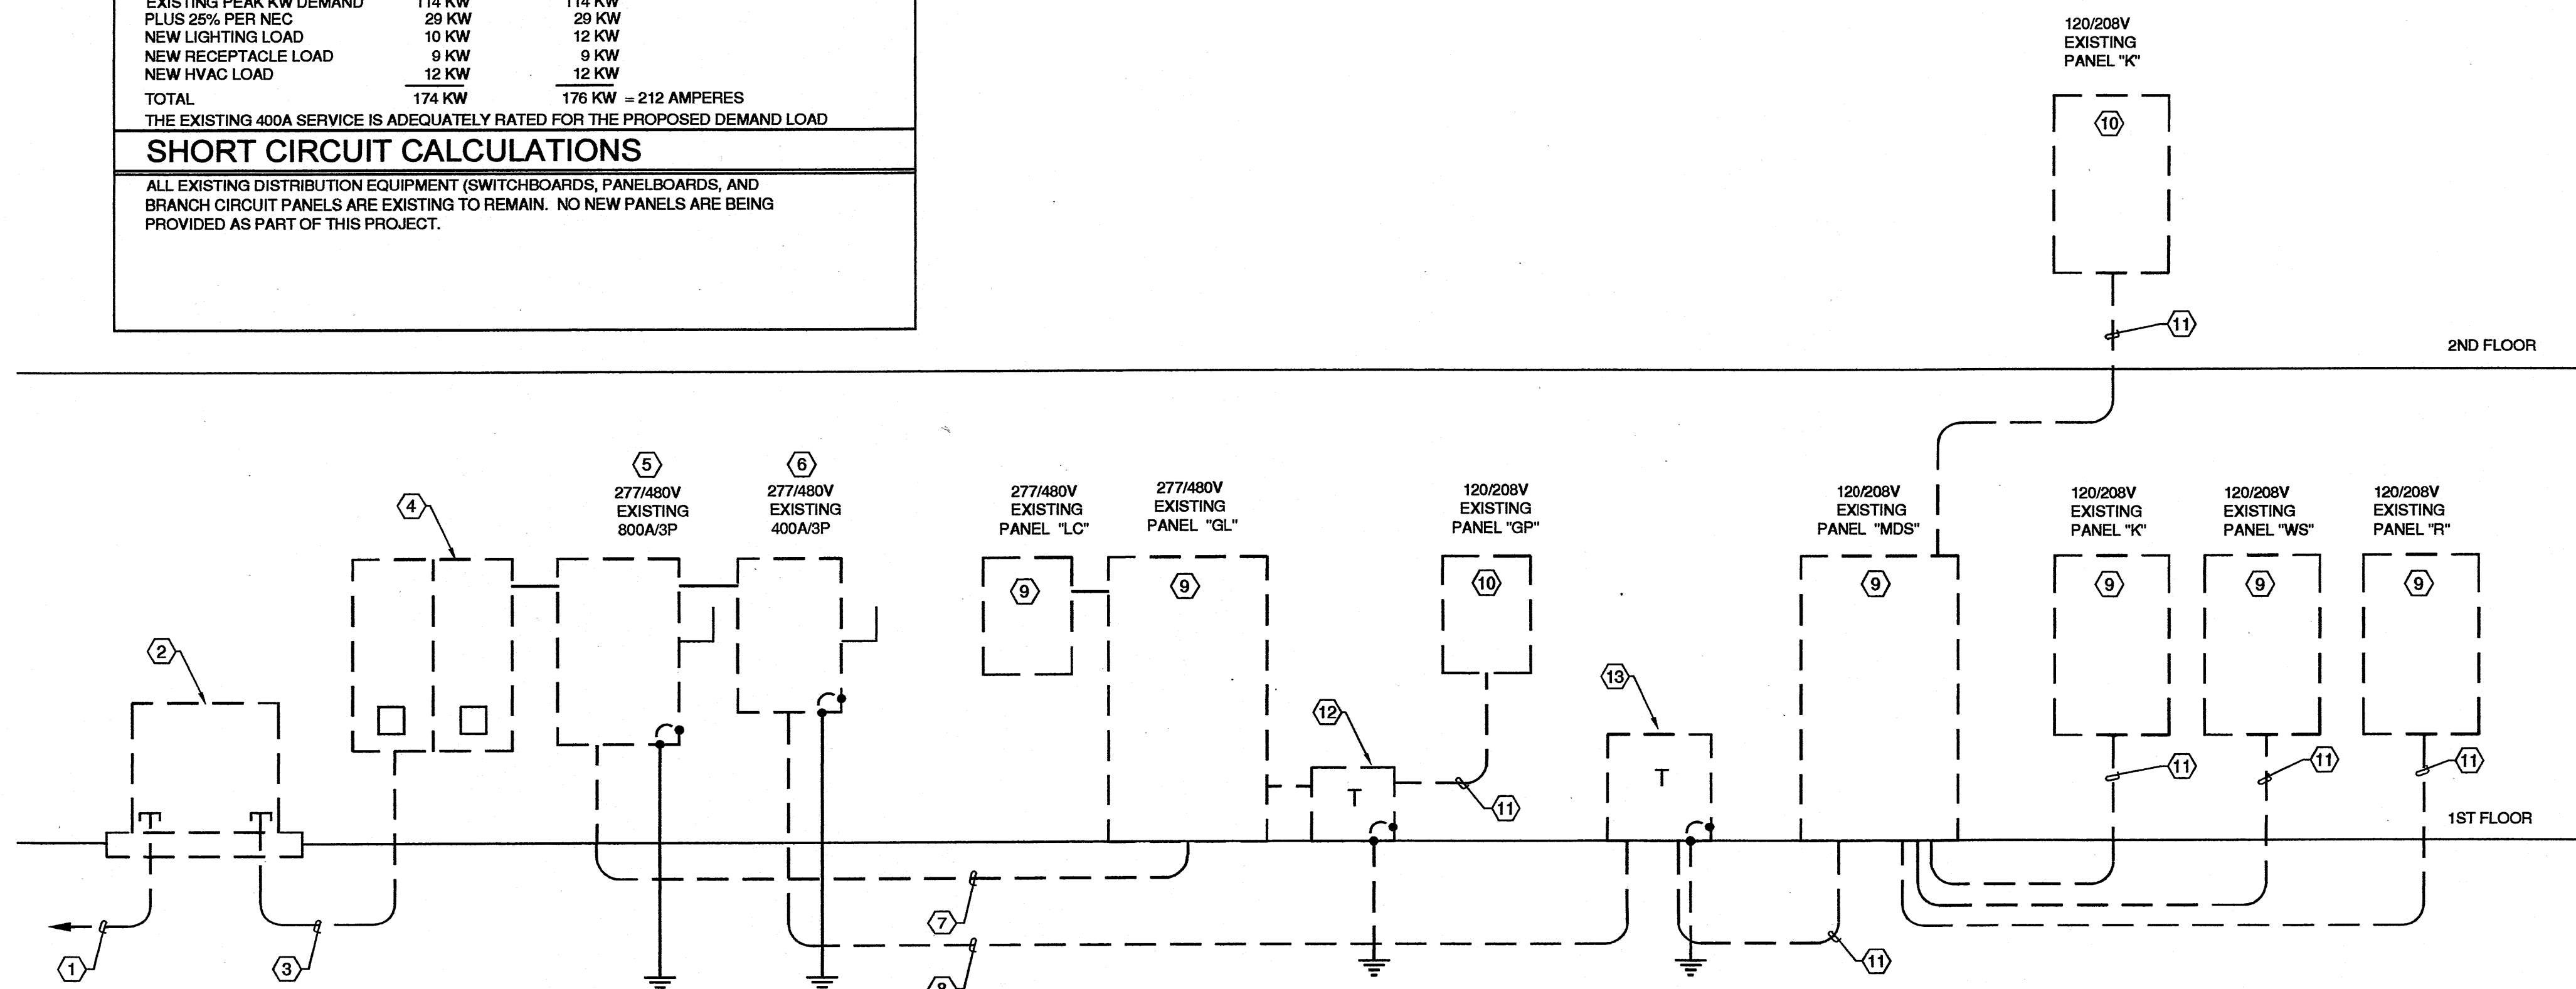 EXISTING PEAK KW DEMAND 114 KW 114 KW
PLUS 25% PER NEC 29 KW 29 KW
NEW LIGHTING LOAD 10 KW 12 KW
NEW RECEPTACLE LOAD 9 KW 9 KW
NEW HVAC LOAD 12 KW 12 KW
TOTAL 174 KW 176 KW = 212 AMPERES
THE EXISTING 400A SERVICE IS ADEQUATELY RATED FOR THE PROPOSED DEMAND LOAD
SHORT CIRCUIT CALCULATIONS
ALL EXISTING DISTRIBUTION EQUIPMENT (SWITCHBOARDS, PANELBOARDS, AND
BRANCH CIRCUIT PANELS ARE EXISTING TO REMAIN. NO NEW PANELS ARE BEING
PROVIDED AS PART OF THIS PROJECT.
120/208V
EXISTING
PANEL "K"
10
11
2ND FLOOR
4
5
277/480V
EXISTING
800A/3P
6
277/480V
EXISTING
400A/3P
277/480V
EXISTING
PANEL "LC"
9
277/480V
EXISTING
PANEL "GL"
9
120/208V
EXISTING
PANEL "GP"
10
120/208V
EXISTING
PANEL "MDS"
9
120/208V
EXISTING
PANEL "K"
9
120/208V
EXISTING
PANEL "WS"
9
120/208V
EXISTING
PANEL "R"
9
2
12
13
T
T
11
11
11
11
1ST FLOOR
1
3
7
8
11